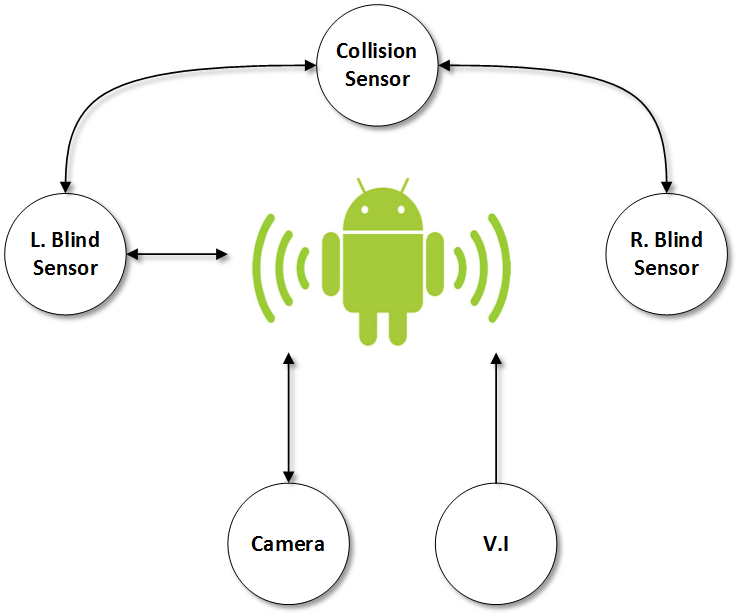 Collision
Sensor
L. Blind
Sensor
R. Blind
Sensor
Camera
V.I